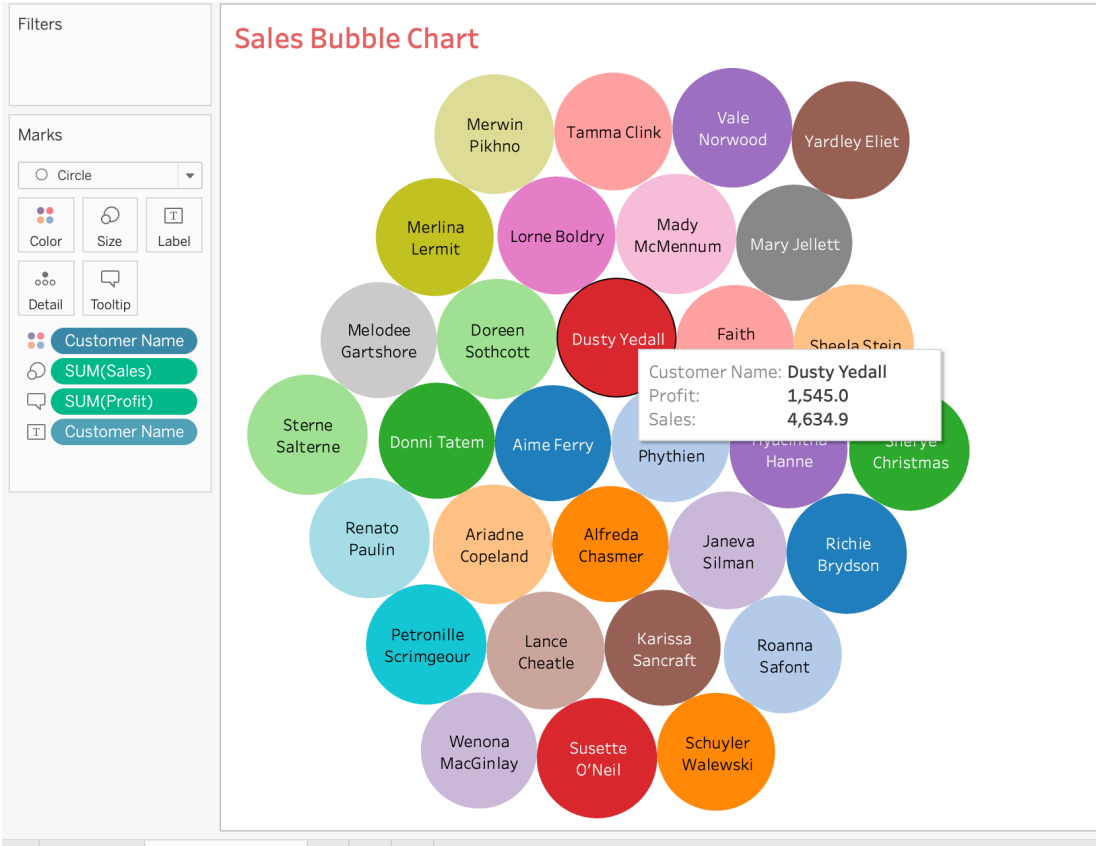 Filters
Marks
Circle
Color
Size
Label
Detail
Tooltip
Customer Name
SUM(Sales)
SUM(Profit)
Customer Name
Sales Bubble Chart
Merwin
Pikhno
Tamma Clink
Vale
Norwood
Yardley Eliet
Merlina
Lermit
Lorne Boldry
Mady
McMennum
Mary Jellett
Melodee
Gartshore
Doreen
Sothcott
Dusty Yedall
Faith
Sheela Stein
Customer Name: Dusty Yedall
Profit: 1,545.0
Sales: 4,634.9
Sterne
Salterne
Donni Tatem
Aime Ferry
Phythien
Hyacintha
Hanne
Sherye
Christmas
Renato
Paulin
Ariadne
Copeland
Alfreda
Chasmer
Janeva
Silman
Richie
Brydson
Petronille
Scrimgeour
Lance
Cheatle
Karissa
Sancraft
Roanna
Safont
Wenona
MacGinlay
Susette
O'Neil
Schuyler
Walewski